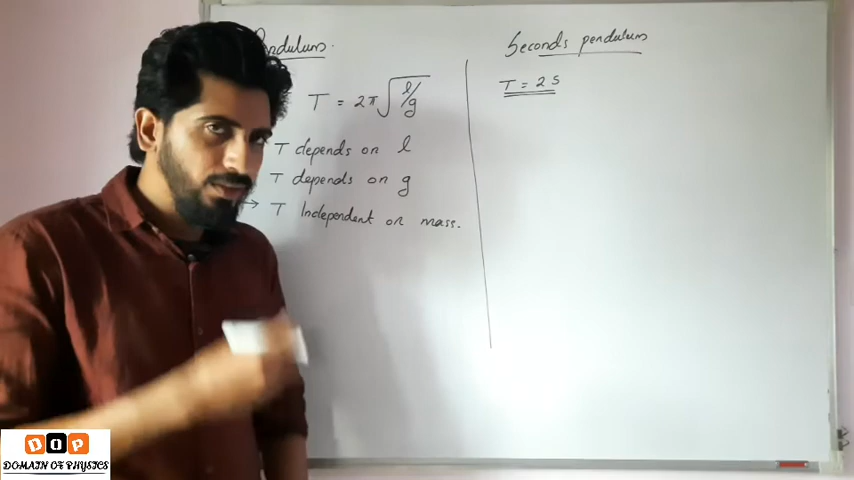 Pendulum.
T = 2π√l/g
T depends on l
T depends on g
→ T Independent on mass.
Seconds pendulum
T = 2 s
DOP
DOMAIN OF PHYSICS